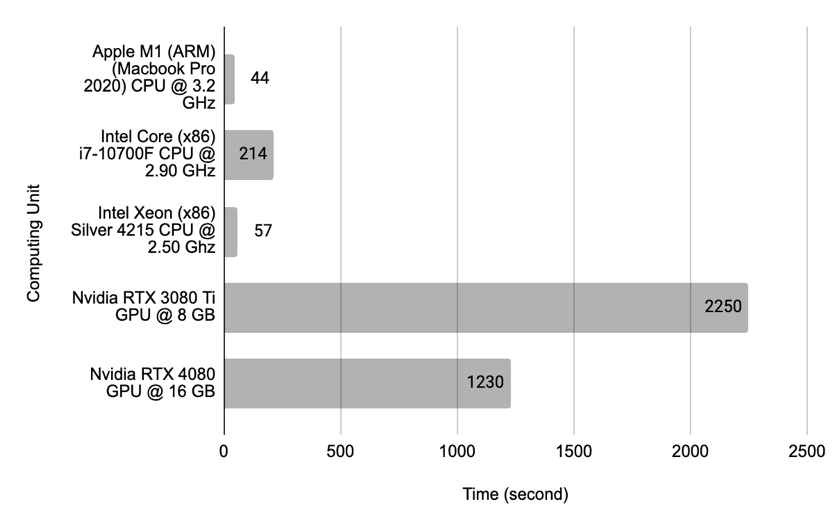 Computing Unit
Apple M1 (ARM)
(Macbook Pro
2020) CPU @ 3.2
GHz
44
Intel Core (x86)
i7-10700F CPU @
2.90 GHz
214
Intel Xeon (x86)
Silver 4215 CPU @
2.50 Ghz
57
Nvidia RTX 3080 Ti
GPU @ 8 GB
2250
Nvidia RTX 4080
GPU @ 16 GB
1230
0 500 1000 1500 2000 2500
Time (second)